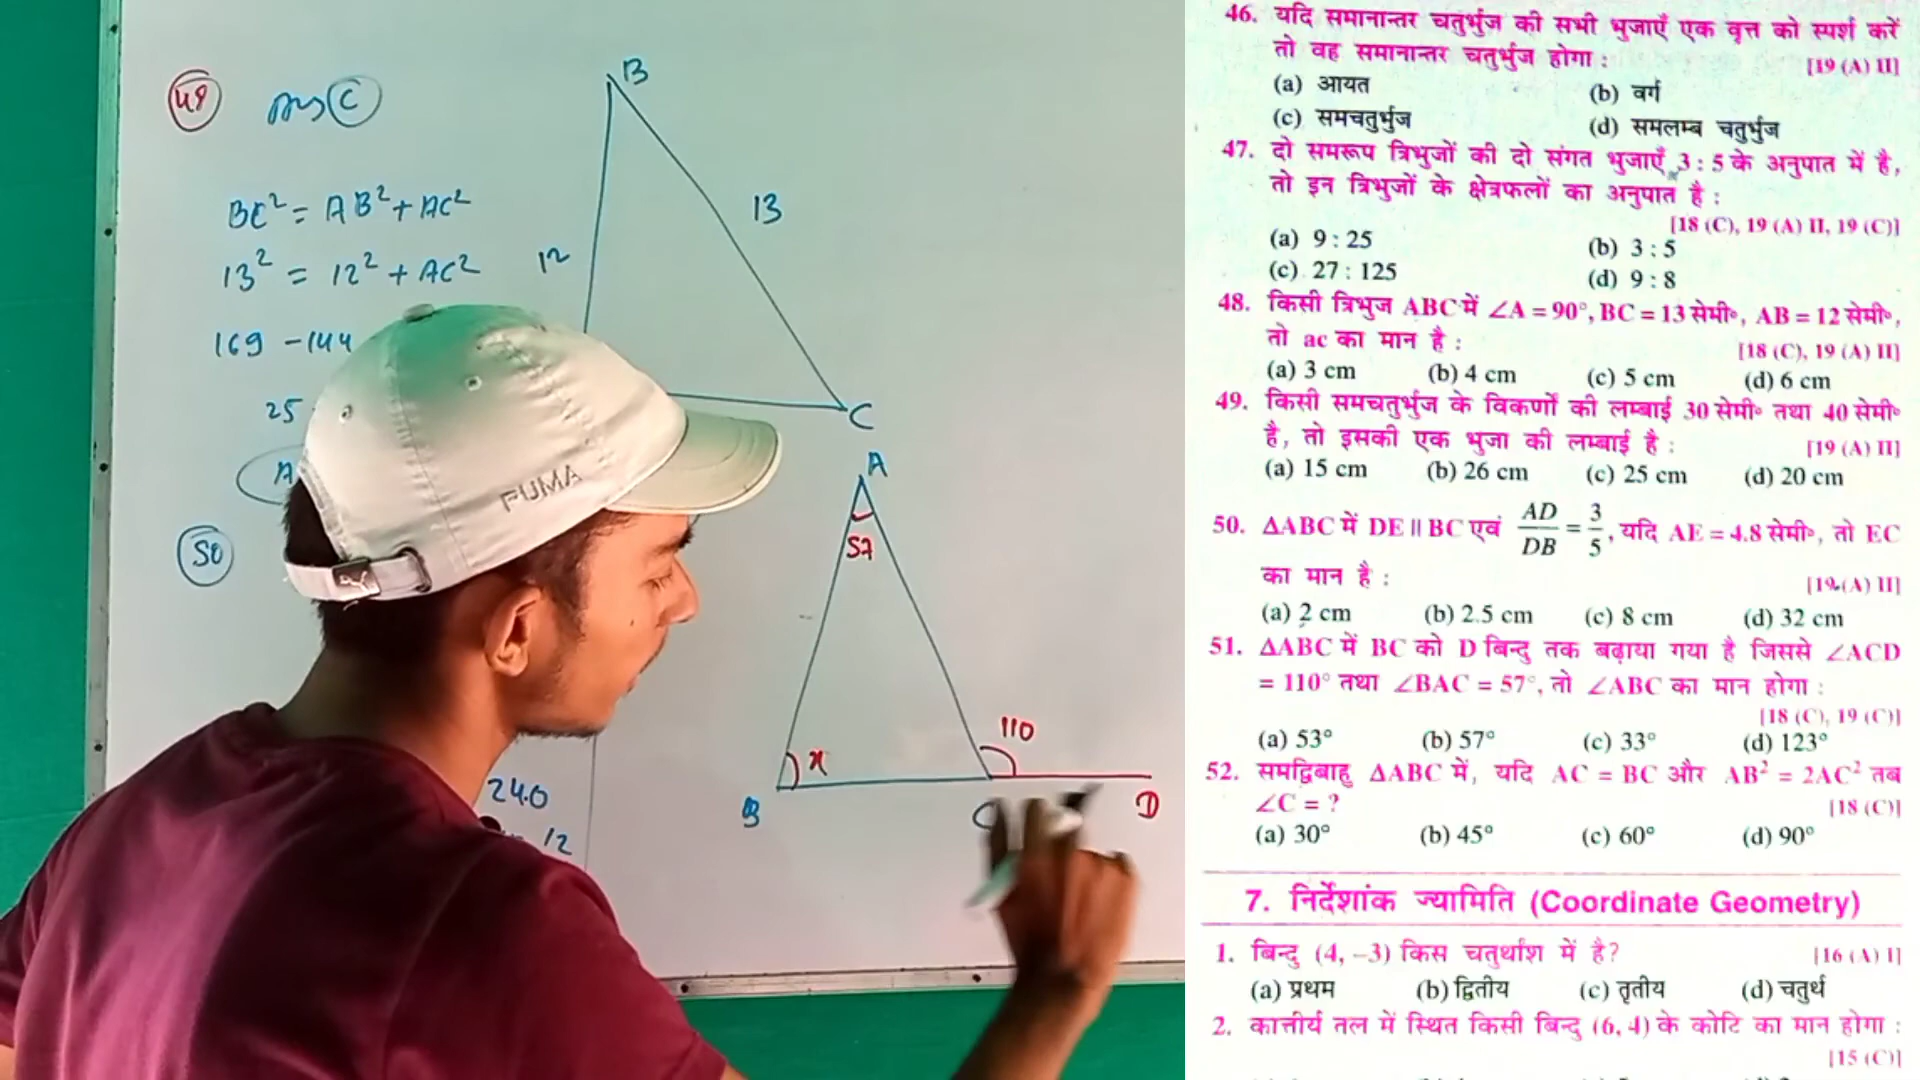 48
Ans C
BC² = AB² + AC²
13² = 12² + AC²
169 - 144
25
A
50
B
12
13
C
A
57
x
110
B
C
D
24.0
12
PUMA
46. यदि समानान्तर चतुर्भुज की सभी भुजाएँ एक वृत्त को स्पर्श करें
तो वह समानान्तर चतुर्भुज होगा :
[19 (A) II]
(a) आयत (b) वर्ग
(c) समचतुर्भुज (d) समलम्ब चतुर्भुज
47. दो समरूप त्रिभुजों की दो संगत भुजाएँ 3 : 5 के अनुपात में है,
तो इन त्रिभुजों के क्षेत्रफलों का अनुपात है :
[18 (C), 19 (A) II, 19 (C)]
(a) 9 : 25 (b) 3 : 5
(c) 27 : 125 (d) 9 : 8
48. किसी त्रिभुज ABC में ∠A = 90°, BC = 13 सेमी०, AB = 12 सेमी०,
तो ac का मान है : [18 (C), 19 (A) II]
(a) 3 cm (b) 4 cm (c) 5 cm (d) 6 cm
49. किसी समचतुर्भुज के विकर्णों की लम्बाई 30 सेमी० तथा 40 सेमी०
है, तो इसकी एक भुजा की लम्बाई है : [19 (A) II]
(a) 15 cm (b) 26 cm (c) 25 cm (d) 20 cm
50. ΔABC में DE || BC एवं AD/DB = 3/5, यदि AE = 4.8 सेमी०, तो EC
का मान है : [19 (A) II]
(a) 2 cm (b) 2.5 cm (c) 8 cm (d) 32 cm
51. ΔABC में BC को D बिन्दु तक बढ़ाया गया है जिससे ∠ACD
= 110° तथा ∠BAC = 57°, तो ∠ABC का मान होगा :
[18 (C), 19 (C)]
(a) 53° (b) 57° (c) 33° (d) 123°
52. समद्विबाहु ΔABC में, यदि AC = BC और AB² = 2AC² तब
∠C = ? [18 (C)]
(a) 30° (b) 45° (c) 60° (d) 90°
7. निर्देशांक ज्यामिति (Coordinate Geometry)
1. बिन्दु (4, –3) किस चतुर्थांश में है? [16 (A) I]
(a) प्रथम (b) द्वितीय (c) तृतीय (d) चतुर्थ
2. कार्तीय तल में स्थित किसी बिन्दु (6, 4) के कोटि का मान होगा :
[15 (C)]